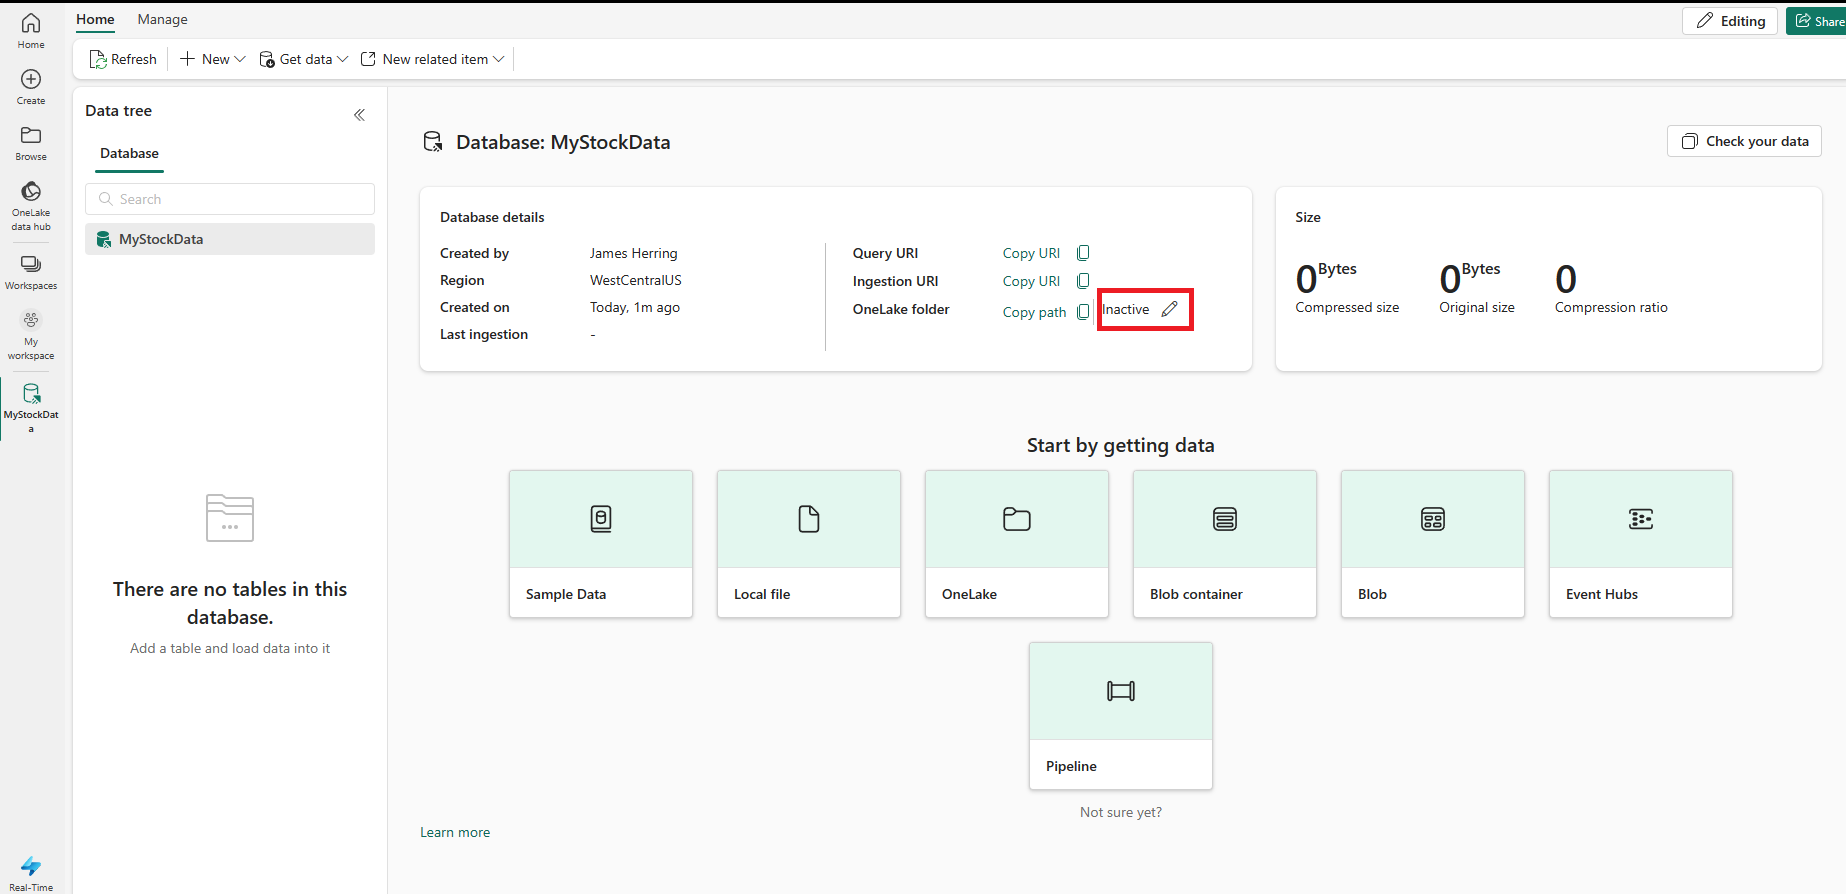 Home
Manage
Editing
Share
Home
Create
Browse
OneLake
data hub
Workspaces
My
workspace
MyStockDat
a
Real-Time
Refresh
New
Get data
New related item
Data tree
Database
Search
MyStockData
There are no tables in this
database.
Add a table and load data into it
Database: MyStockData
Check your data
Database details
Created by
James Herring
Region
WestCentralUS
Created on
Today, 1m ago
Last ingestion
-
Query URI
Copy URI
Ingestion URI
Copy URI
OneLake folder
Copy path
Inactive
Size
0 Bytes
Compressed size
0 Bytes
Original size
0
Compression ratio
Start by getting data
Sample Data
Local file
OneLake
Blob container
Blob
Event Hubs
Pipeline
Not sure yet?
Learn more